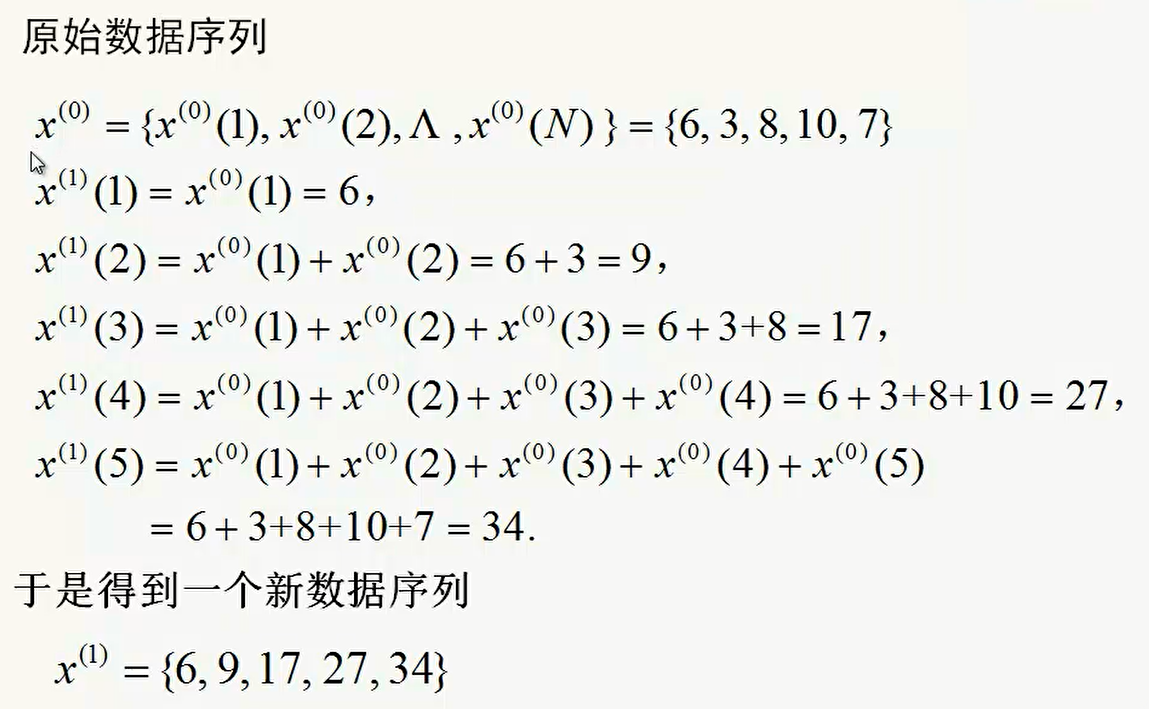 原始数据序列
x^(0) = {x^(0)(1), x^(0)(2), Λ , x^(0)(N) } = {6, 3, 8, 10, 7}
x^(1)(1) = x^(0)(1) = 6，
x^(1)(2) = x^(0)(1) + x^(0)(2) = 6 + 3 = 9，
x^(1)(3) = x^(0)(1) + x^(0)(2) + x^(0)(3) = 6 + 3+8 = 17，
x^(1)(4) = x^(0)(1) + x^(0)(2) + x^(0)(3) + x^(0)(4) = 6 + 3+8+10 = 27，
x^(1)(5) = x^(0)(1) + x^(0)(2) + x^(0)(3) + x^(0)(4) + x^(0)(5)
= 6 + 3+8+10+7 = 34.
于是得到一个新数据序列
x^(1) = {6, 9, 17, 27, 34}